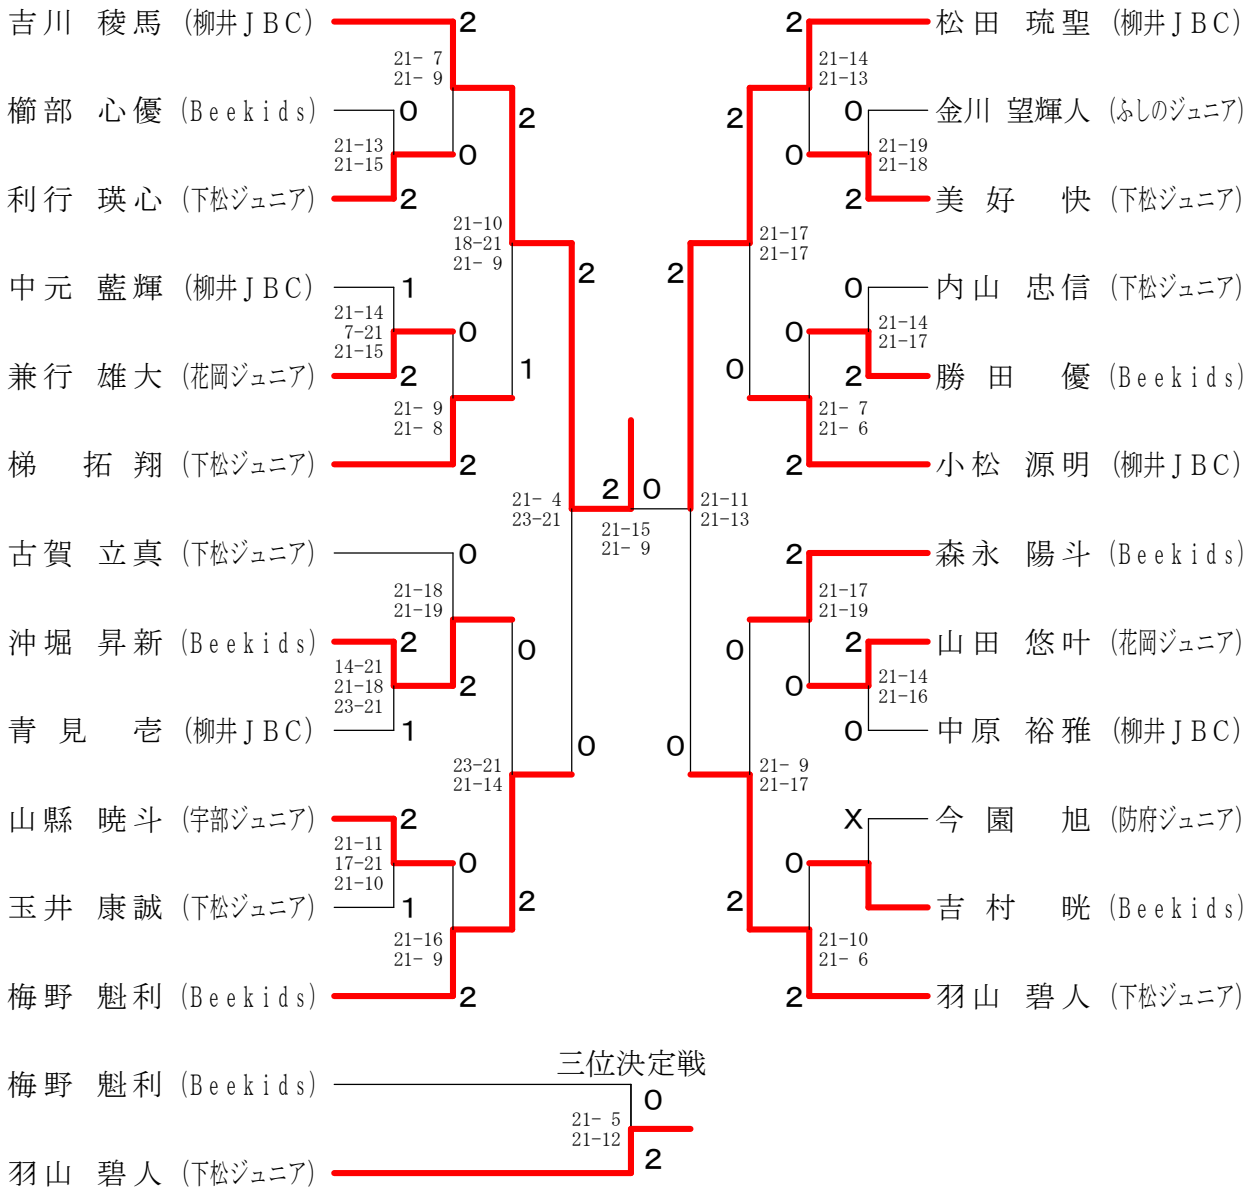 吉川 稜馬 (柳井ＪＢＣ) 2 2 松田 琉聖 (柳井ＪＢＣ)
21- 7 21-14
21- 9 21-13
櫛部 心優 (Beekids) 0 2 2 0 金川 望輝人 (ふしのジュニア)
21-13 21-19
21-15 0 0 21-18
利行 瑛心 (下松ジュニア) 2 2 美好 快 (下松ジュニア)
21-10 21-17
18-21 21-17
21- 9
中元 藍輝 (柳井ＪＢＣ) 1 2 2 0 内山 忠信 (下松ジュニア)
21-14 21-14
7-21 0 0 21-17
21-15
兼行 雄大 (花岡ジュニア) 2 1 0 2 勝田 優 (Beekids)
21- 9 21- 7
21- 8 21- 6
梯 拓翔 (下松ジュニア) 2 2 小松 源明 (柳井ＪＢＣ)
2 0
21- 4 21-11
23-21 21-13
21-15
21- 9
古賀 立真 (下松ジュニア) 0 2 森永 陽斗 (Beekids)
21-18 21-17
21-19 21-19
沖堀 昇新 (Beekids) 2 0 0 2 山田 悠叶 (花岡ジュニア)
14-21 21-14
21-18 2 0 21-16
23-21
青見 壱 (柳井ＪＢＣ) 1 0 0 0 中原 裕雅 (柳井ＪＢＣ)
23-21 21- 9
21-14 21-17
山縣 暁斗 (宇部ジュニア) 2 X 今園 旭 (防府ジュニア)
21-11
17-21 0 0
21-10
玉井 康誠 (下松ジュニア) 1 2 2 吉村 晄 (Beekids)
21-16 21-10
21- 9 21- 6
梅野 魁利 (Beekids) 2 2 羽山 碧人 (下松ジュニア)
三位決定戦
梅野 魁利 (Beekids) 0
21- 5
21-12
羽山 碧人 (下松ジュニア) 2